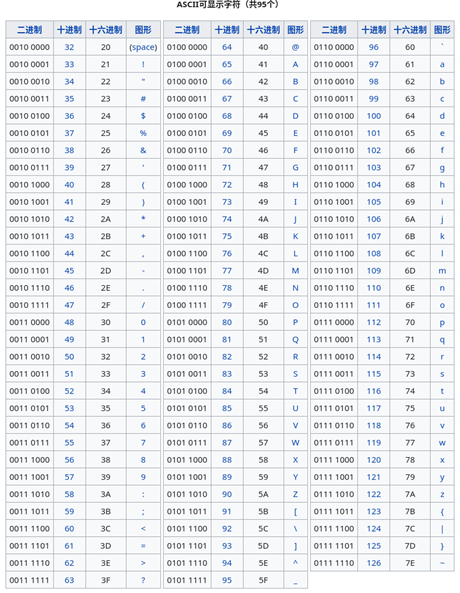 ASCII可显示字符（共95个）
二进制 十进制 十六进制 图形 二进制 十进制 十六进制 图形 二进制 十进制 十六进制 图形
0010 0000 32 20 (space) 0100 0000 64 40 @ 0110 0000 96 60 `
0010 0001 33 21 ! 0100 0001 65 41 A 0110 0001 97 61 a
0010 0010 34 22 " 0100 0010 66 42 B 0110 0010 98 62 b
0010 0011 35 23 # 0100 0011 67 43 C 0110 0011 99 63 c
0010 0100 36 24 $ 0100 0100 68 44 D 0110 0100 100 64 d
0010 0101 37 25 % 0100 0101 69 45 E 0110 0101 101 65 e
0010 0110 38 26 & 0100 0110 70 46 F 0110 0110 102 66 f
0010 0111 39 27 ' 0100 0111 71 47 G 0110 0111 103 67 g
0010 1000 40 28 ( 0100 1000 72 48 H 0110 1000 104 68 h
0010 1001 41 29 ) 0100 1001 73 49 I 0110 1001 105 69 i
0010 1010 42 2A * 0100 1010 74 4A J 0110 1010 106 6A j
0010 1011 43 2B + 0100 1011 75 4B K 0110 1011 107 6B k
0010 1100 44 2C , 0100 1100 76 4C L 0110 1100 108 6C l
0010 1101 45 2D - 0100 1101 77 4D M 0110 1101 109 6D m
0010 1110 46 2E . 0100 1110 78 4E N 0110 1110 110 6E n
0010 1111 47 2F / 0100 1111 79 4F O 0110 1111 111 6F o
0011 0000 48 30 0 0101 0000 80 50 P 0111 0000 112 70 p
0011 0001 49 31 1 0101 0001 81 51 Q 0111 0001 113 71 q
0011 0010 50 32 2 0101 0010 82 52 R 0111 0010 114 72 r
0011 0011 51 33 3 0101 0011 83 53 S 0111 0011 115 73 s
0011 0100 52 34 4 0101 0100 84 54 T 0111 0100 116 74 t
0011 0101 53 35 5 0101 0101 85 55 U 0111 0101 117 75 u
0011 0110 54 36 6 0101 0110 86 56 V 0111 0110 118 76 v
0011 0111 55 37 7 0101 0111 87 57 W 0111 0111 119 77 w
0011 1000 56 38 8 0101 1000 88 58 X 0111 1000 120 78 x
0011 1001 57 39 9 0101 1001 89 59 Y 0111 1001 121 79 y
0011 1010 58 3A : 0101 1010 90 5A Z 0111 1010 122 7A z
0011 1011 59 3B ; 0101 1011 91 5B [ 0111 1011 123 7B {
0011 1100 60 3C < 0101 1100 92 5C \ 0111 1100 124 7C |
0011 1101 61 3D = 0101 1101 93 5D ] 0111 1101 125 7D }
0011 1110 62 3E > 0101 1110 94 5E ^ 0111 1110 126 7E ~
0011 1111 63 3F ? 0101 1111 95 5F _